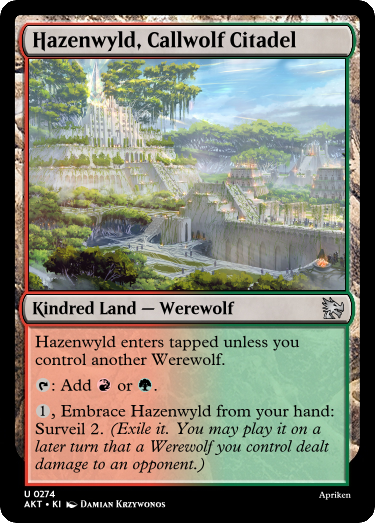 Hazenwyld, Callwolf Citadel
Kindred Land — Werewolf
Hazenwyld enters tapped unless you
control another Werewolf.
: Add or .
1, Embrace Hazenwyld from your hand:
Surveil 2. (Exile it. You may play it on a
later turn that a Werewolf you control dealt
damage to an opponent.)
U 0274
AKT • KI Damian Krzywonos
Apriken